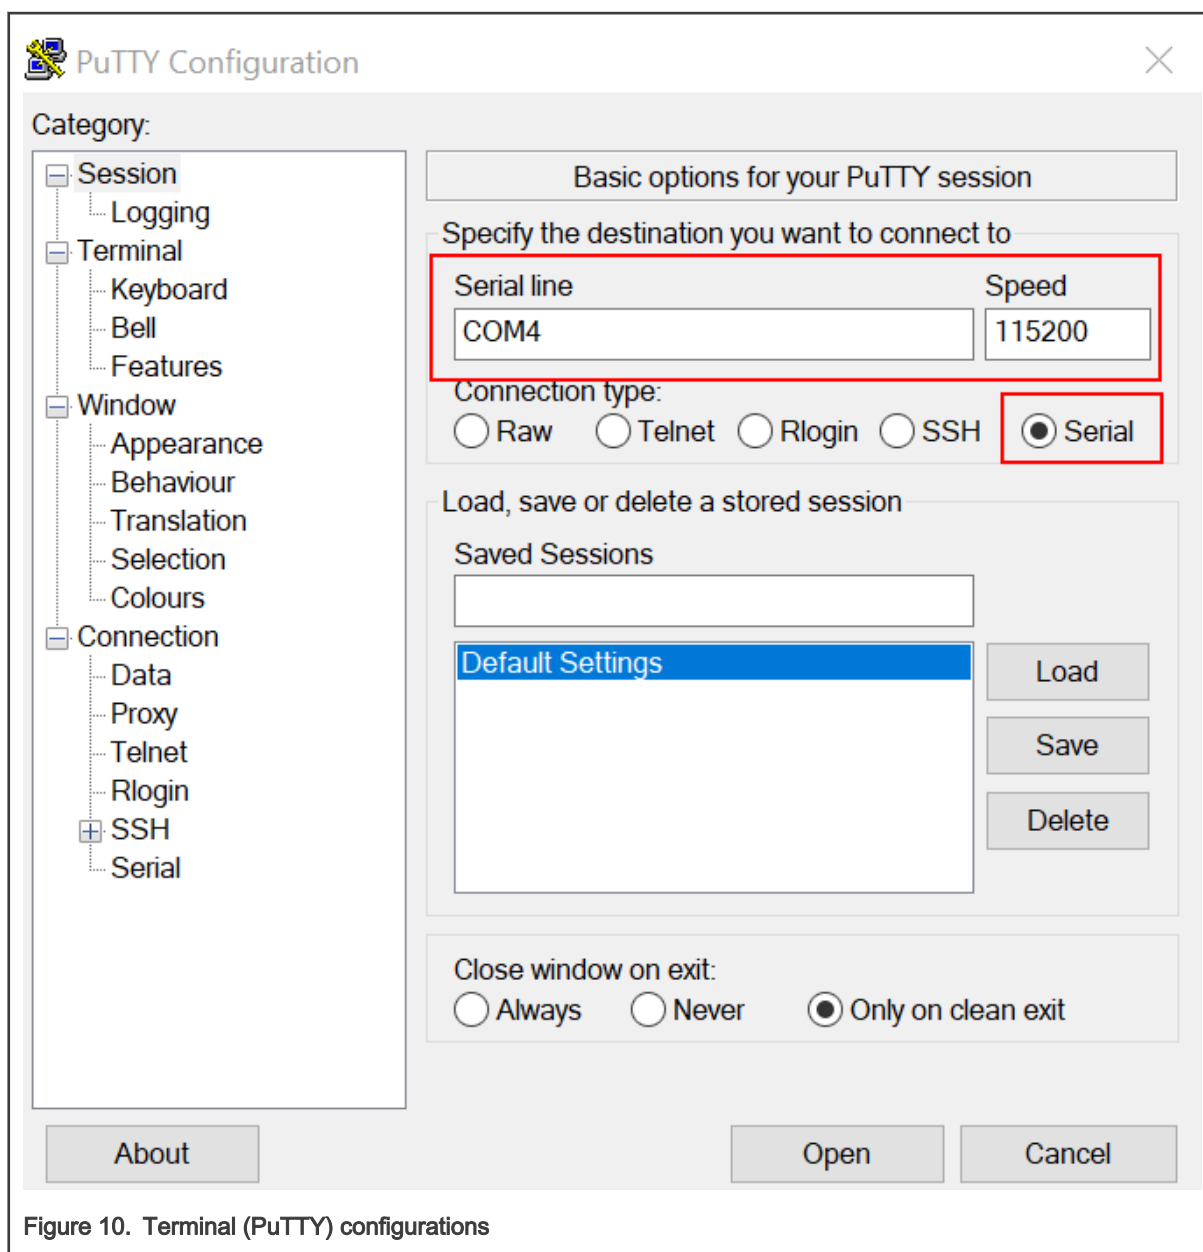 PuTTY Configuration
Category:
Session
Logging
Terminal
Keyboard
Bell
Features
Window
Appearance
Behaviour
Translation
Selection
Colours
Connection
Data
Proxy
Telnet
Rlogin
SSH
Serial
Basic options for your PuTTY session
Specify the destination you want to connect to
Serial line Speed
COM4 115200
Connection type:
Raw Telnet Rlogin SSH Serial
Load, save or delete a stored session
Saved Sessions
Default Settings
Load
Save
Delete
Close window on exit:
Always Never Only on clean exit
About Open Cancel
Figure 10. Terminal (PuTTY) configurations